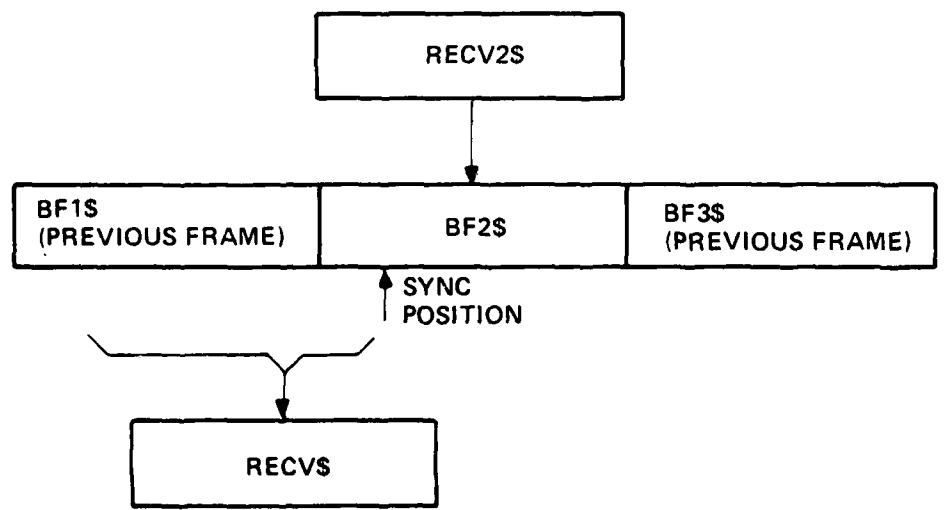 RECV2$
BF1$
(PREVIOUS FRAME)
BF2$
BF3$
(PREVIOUS FRAME)
SYNC
POSITION
RECV$